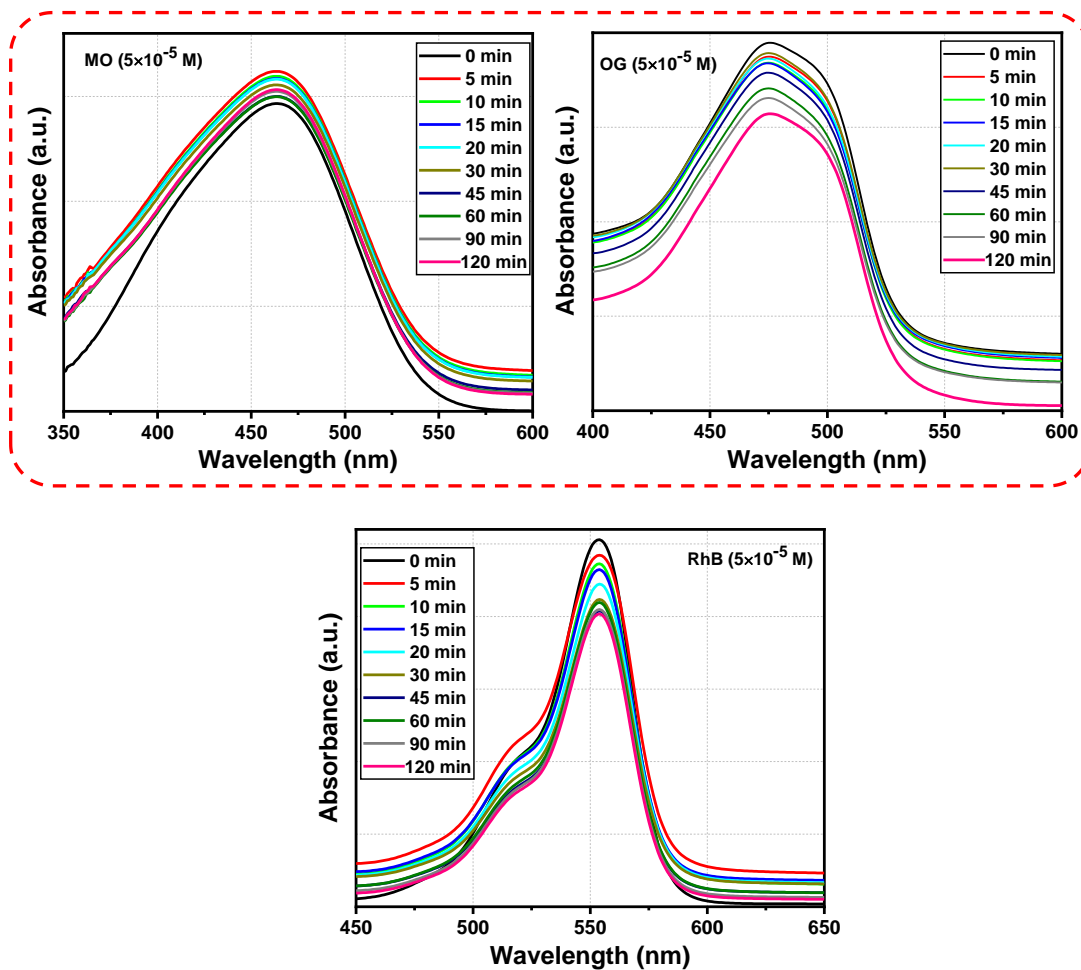 MO (5×10⁻⁵ M)
0 min
5 min
10 min
15 min
20 min
30 min
45 min
60 min
90 min
120 min
Absorbance (a.u.)
350 400 450 500 550 600
Wavelength (nm)
OG (5×10⁻⁵ M)
0 min
5 min
10 min
15 min
20 min
30 min
45 min
60 min
90 min
120 min
Absorbance (a.u.)
400 450 500 550 600
Wavelength (nm)
RhB (5×10⁻⁵ M)
0 min
5 min
10 min
15 min
20 min
30 min
45 min
60 min
90 min
120 min
Absorbance (a.u.)
450 500 550 600 650
Wavelength (nm)